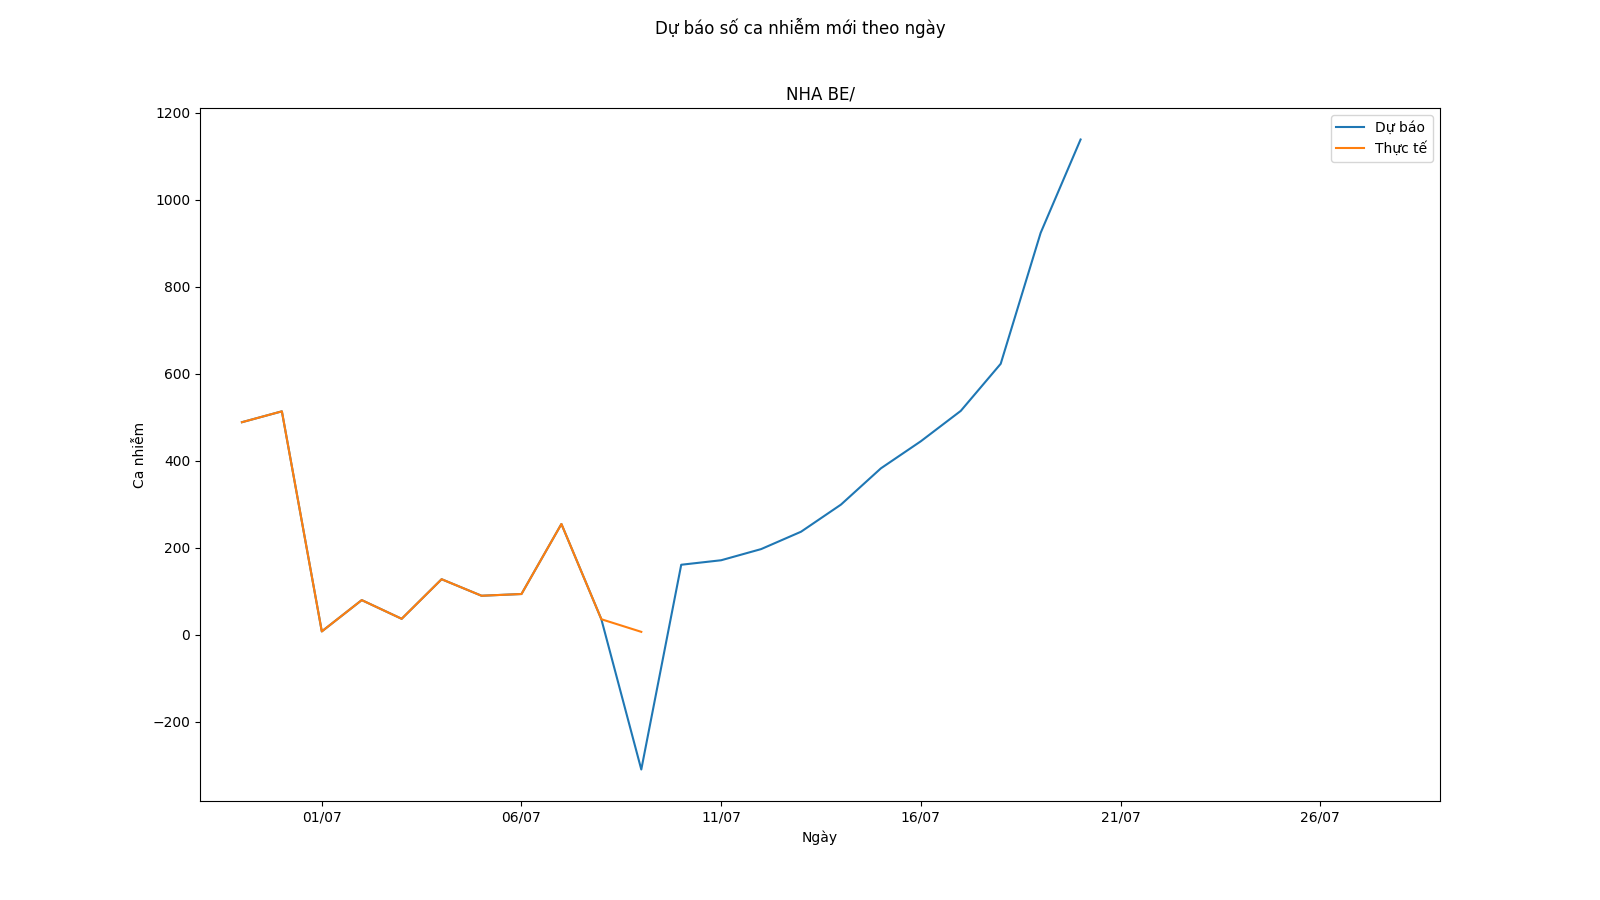 Dự báo số ca nhiễm mới theo ngày
NHA BE/
Dự báo
Thực tế
1200
1000
800
600
400
200
0
−200
Ca nhiễm
01/07
06/07
11/07
16/07
21/07
26/07
Ngày